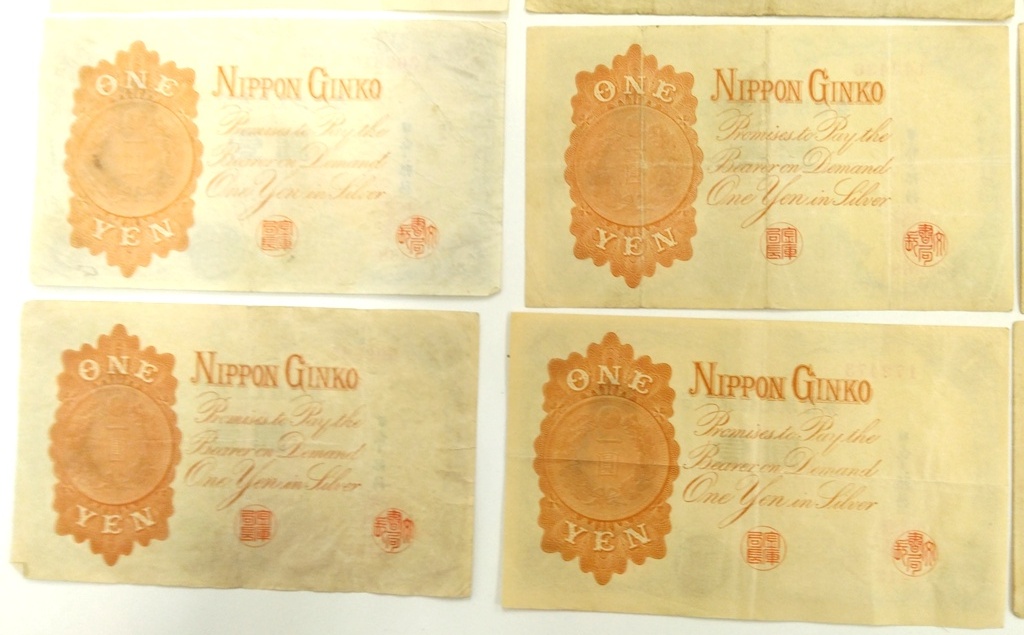 ONE
YEN
NIPPON GINKO
Promises to Pay the
Bearer on Demand
One Yen in Silver
ONE
YEN
NIPPON GINKO
Promises to Pay the
Bearer on Demand
One Yen in Silver
ONE
YEN
NIPPON GINKO
Promises to Pay the
Bearer on Demand
One Yen in Silver
ONE
YEN
NIPPON GINKO
Promises to Pay the
Bearer on Demand
One Yen in Silver